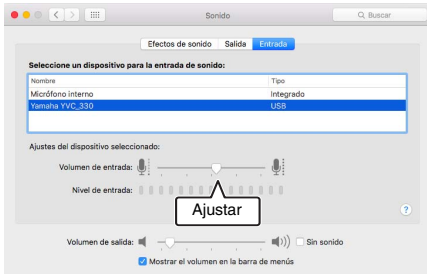 Sonido
Buscar
Efectos de sonido Salida Entrada
Seleccione un dispositivo para la entrada de sonido:
Nombre Tipo
Micrófono interno Integrado
Yamaha YVC_330 USB
Ajustes del dispositivo seleccionado:
Volumen de entrada:
Nivel de entrada:
Ajustar
?
Volumen de salida: Sin sonido
Mostrar el volumen en la barra de menús